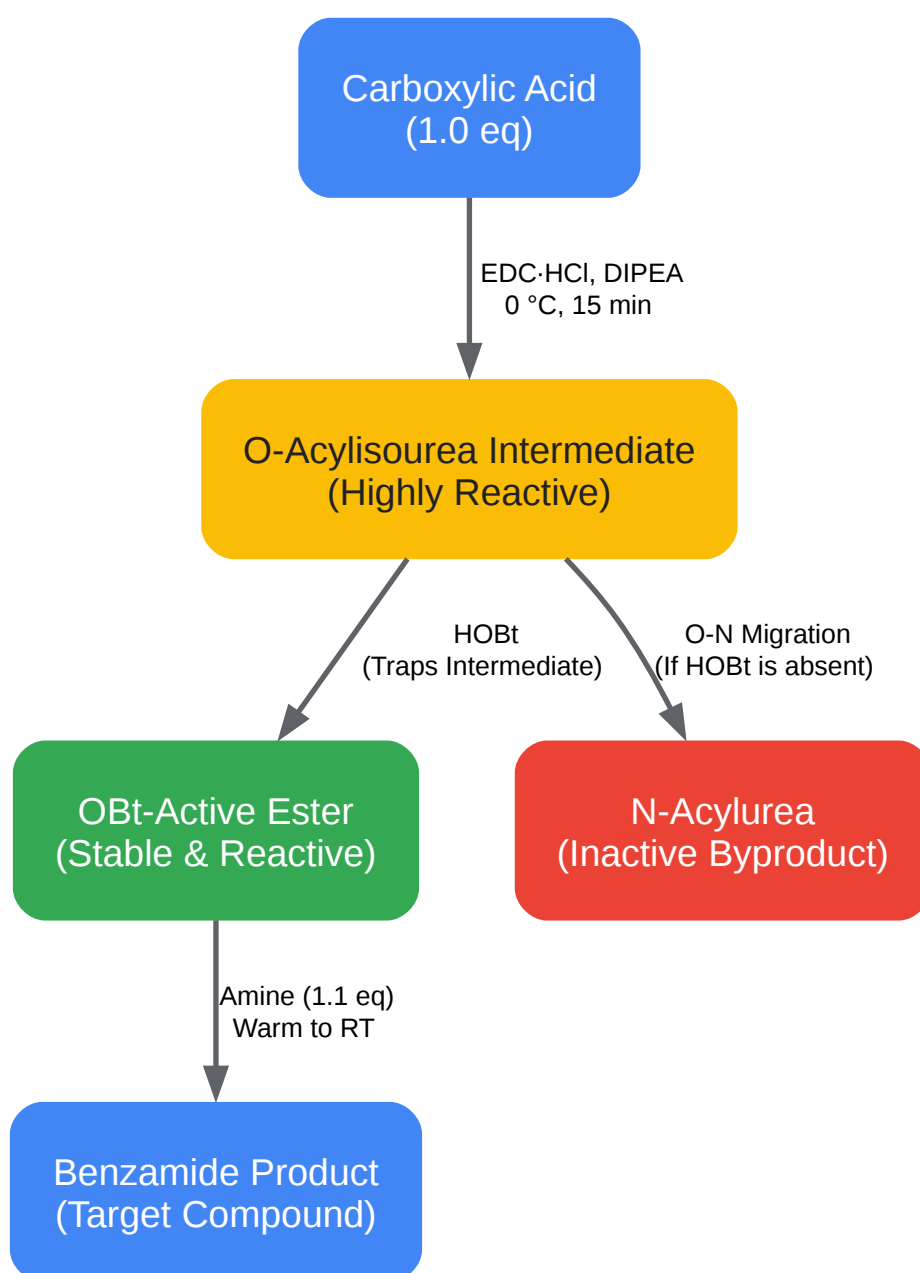 Carboxylic Acid
(1.0 eq)
EDC·HCl, DIPEA
0 °C, 15 min
O-Acylisourea Intermediate
(Highly Reactive)
HOBt
(Traps Intermediate)
O-N Migration
(If HOBt is absent)
OBt-Active Ester
(Stable & Reactive)
N-Acylurea
(Inactive Byproduct)
Amine (1.1 eq)
Warm to RT
Benzamide Product
(Target Compound)